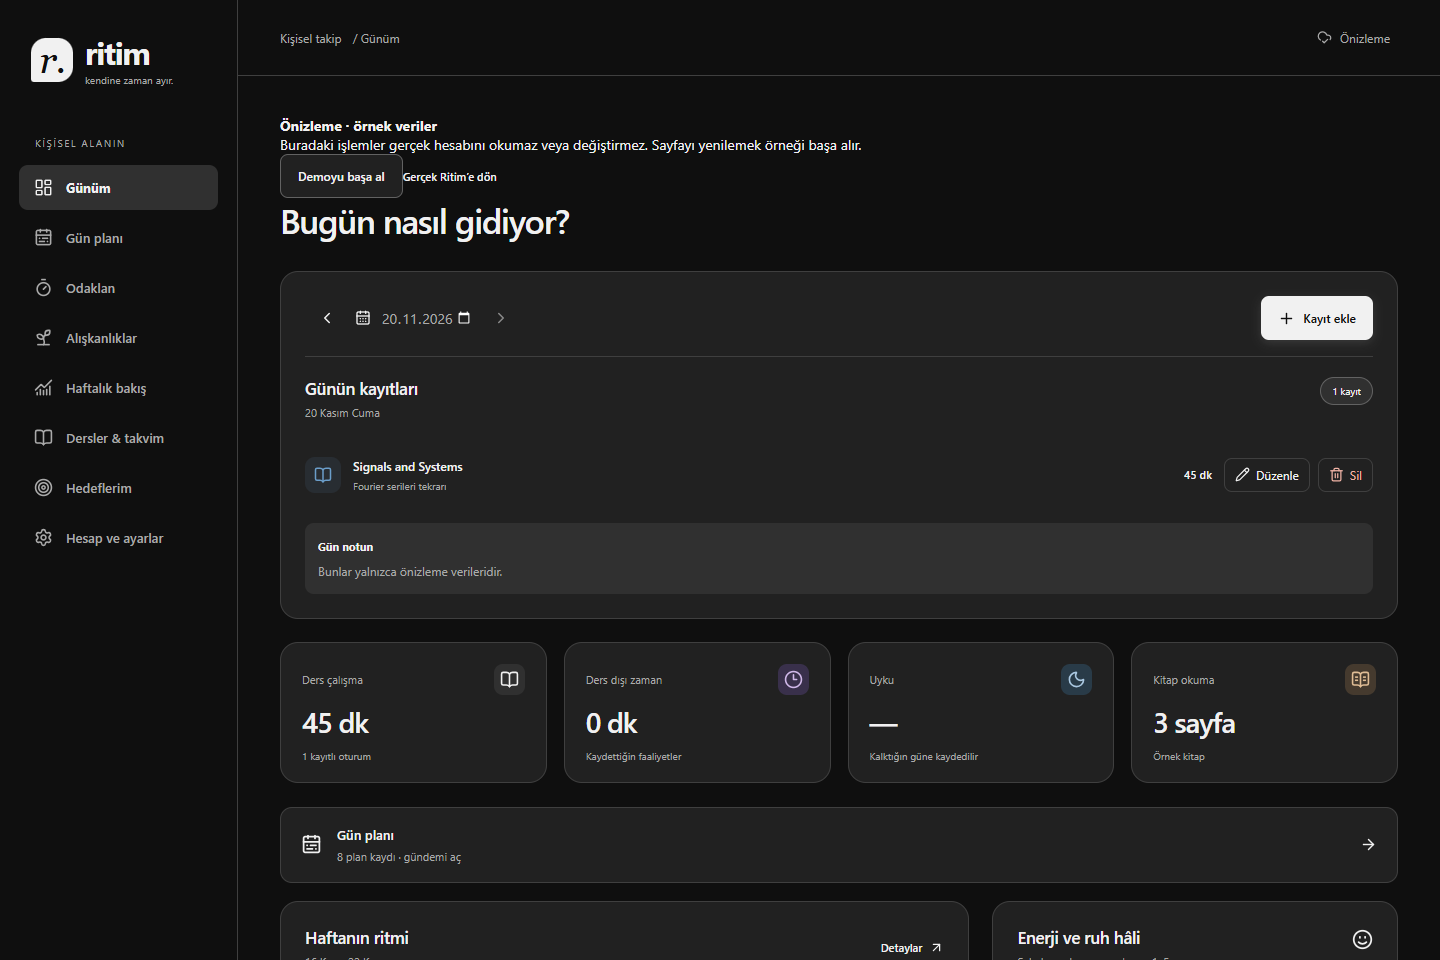 r.
ritim
kendine zaman ayır.
KİŞİSEL ALANIN
Günüm
Gün planı
Odaklan
Alışkanlıklar
Haftalık bakış
Dersler & takvim
Hedeflerim
Hesap ve ayarlar
Kişisel takip / Günüm
Önizleme
Önizleme · örnek veriler
Buradaki işlemler gerçek hesabını okumaz veya değiştirmez. Sayfayı yenilemek örneği başa alır.
Demoyu başa al
Gerçek Ritim'e dön
Bugün nasıl gidiyor?
20.11.2026
Kayıt ekle
Günün kayıtları
20 Kasım Cuma
1 kayıt
Signals and Systems
Fourier serileri tekrarı
45 dk
Düzenle
Sil
Gün notun
Bunlar yalnızca önizleme verileridir.
Ders çalışma
45 dk
1 kayıtlı oturum
Ders dışı zaman
0 dk
Kaydettiğin faaliyetler
Uyku
—
Kalktığın güne kaydedilir
Kitap okuma
3 sayfa
Örnek kitap
Gün planı
8 plan kaydı · gündemi aç
Haftanın ritmi
Detaylar
Enerji ve ruh hâli